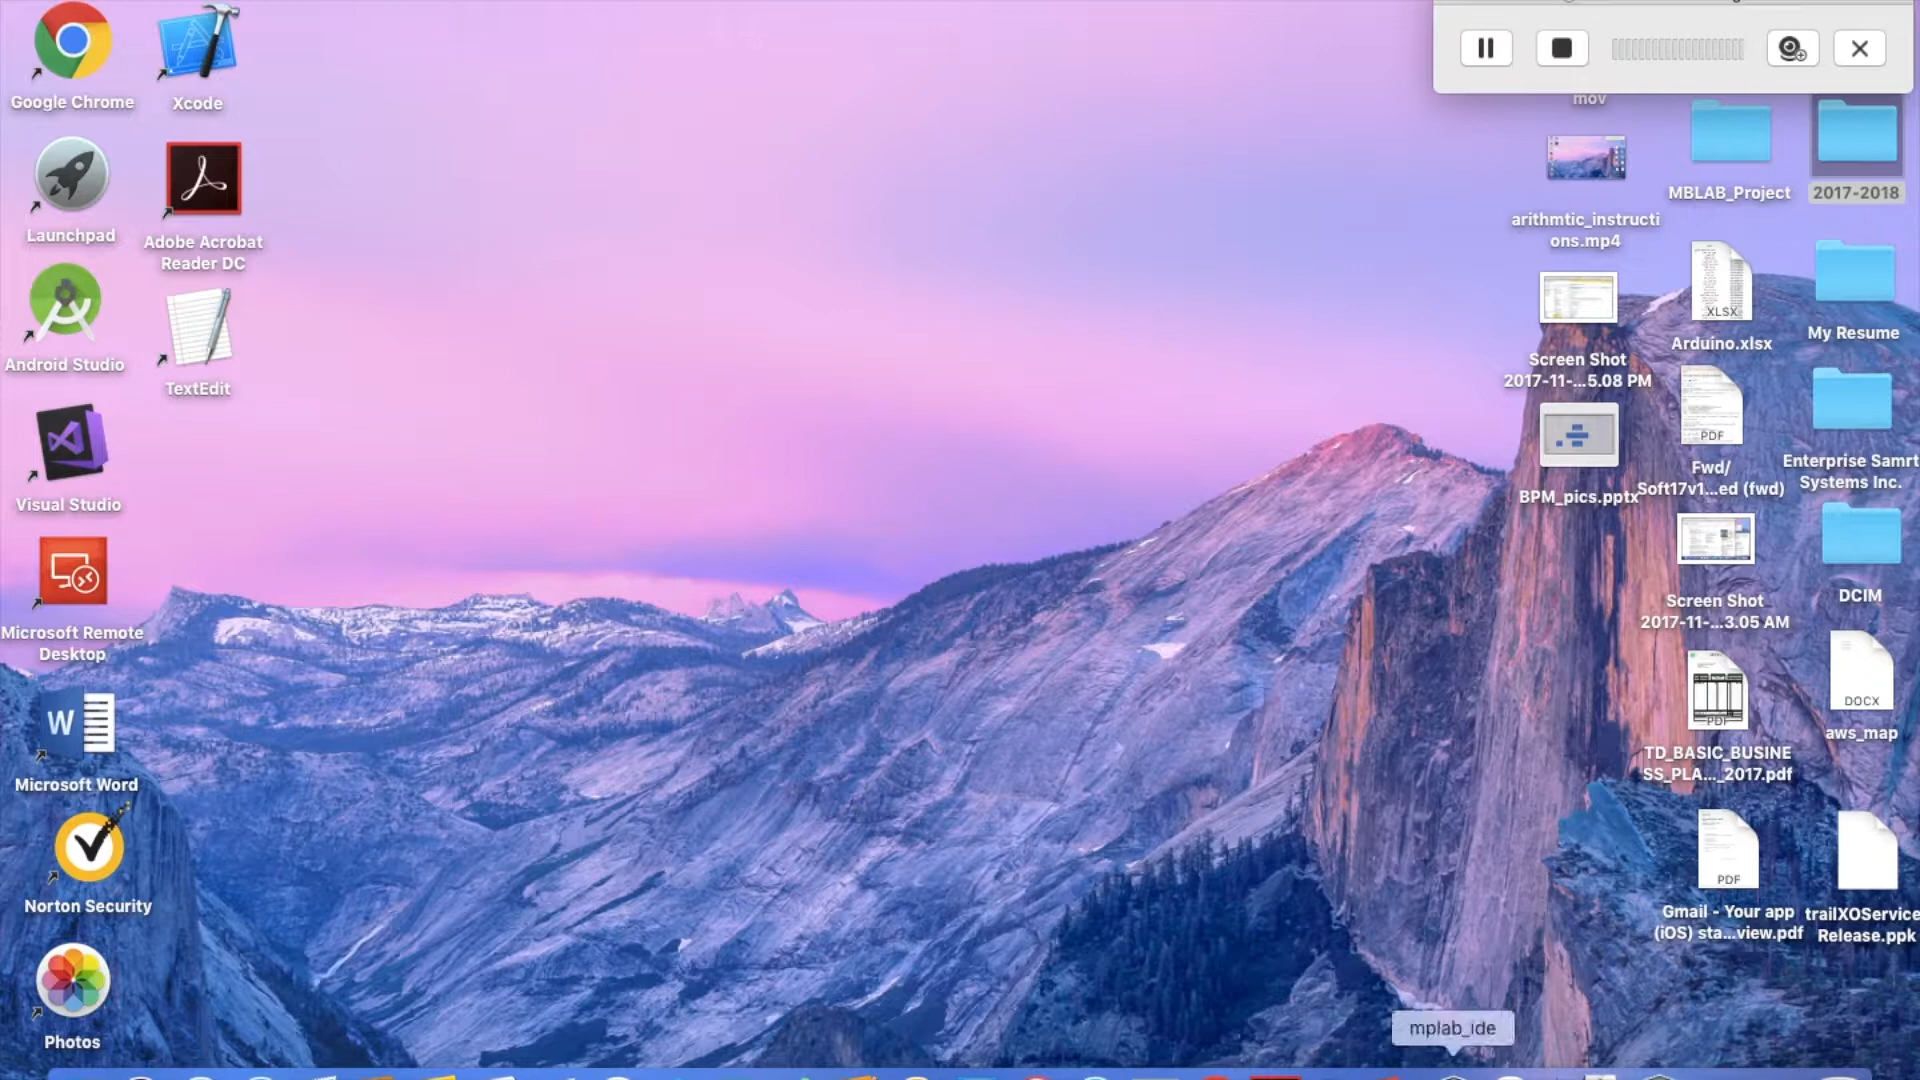 Google Chrome
Xcode
Launchpad
Adobe Acrobat
Reader DC
Android Studio
TextEdit
Visual Studio
Microsoft Remote
Desktop
W
Microsoft Word
Norton Security
Photos
mov
arithmtic_instructi
ons.mp4
Screen Shot
2017-11-...5.08 PM
BPM_pics.pptx
MBLAB_Project
XLSX
Arduino.xlsx
PDF
Fwd/
Soft17v1...ed (fwd)
Screen Shot
2017-11-...3.05 AM
PDF
TD_BASIC_BUSINE
SS_PLA..._2017.pdf
PDF
Gmail - Your app
(iOS) sta...view.pdf
2017-2018
My Resume
Enterprise Samrt
Systems Inc.
DCIM
DOCX
aws_map
trailXOService
Release.ppk
mplab_ide